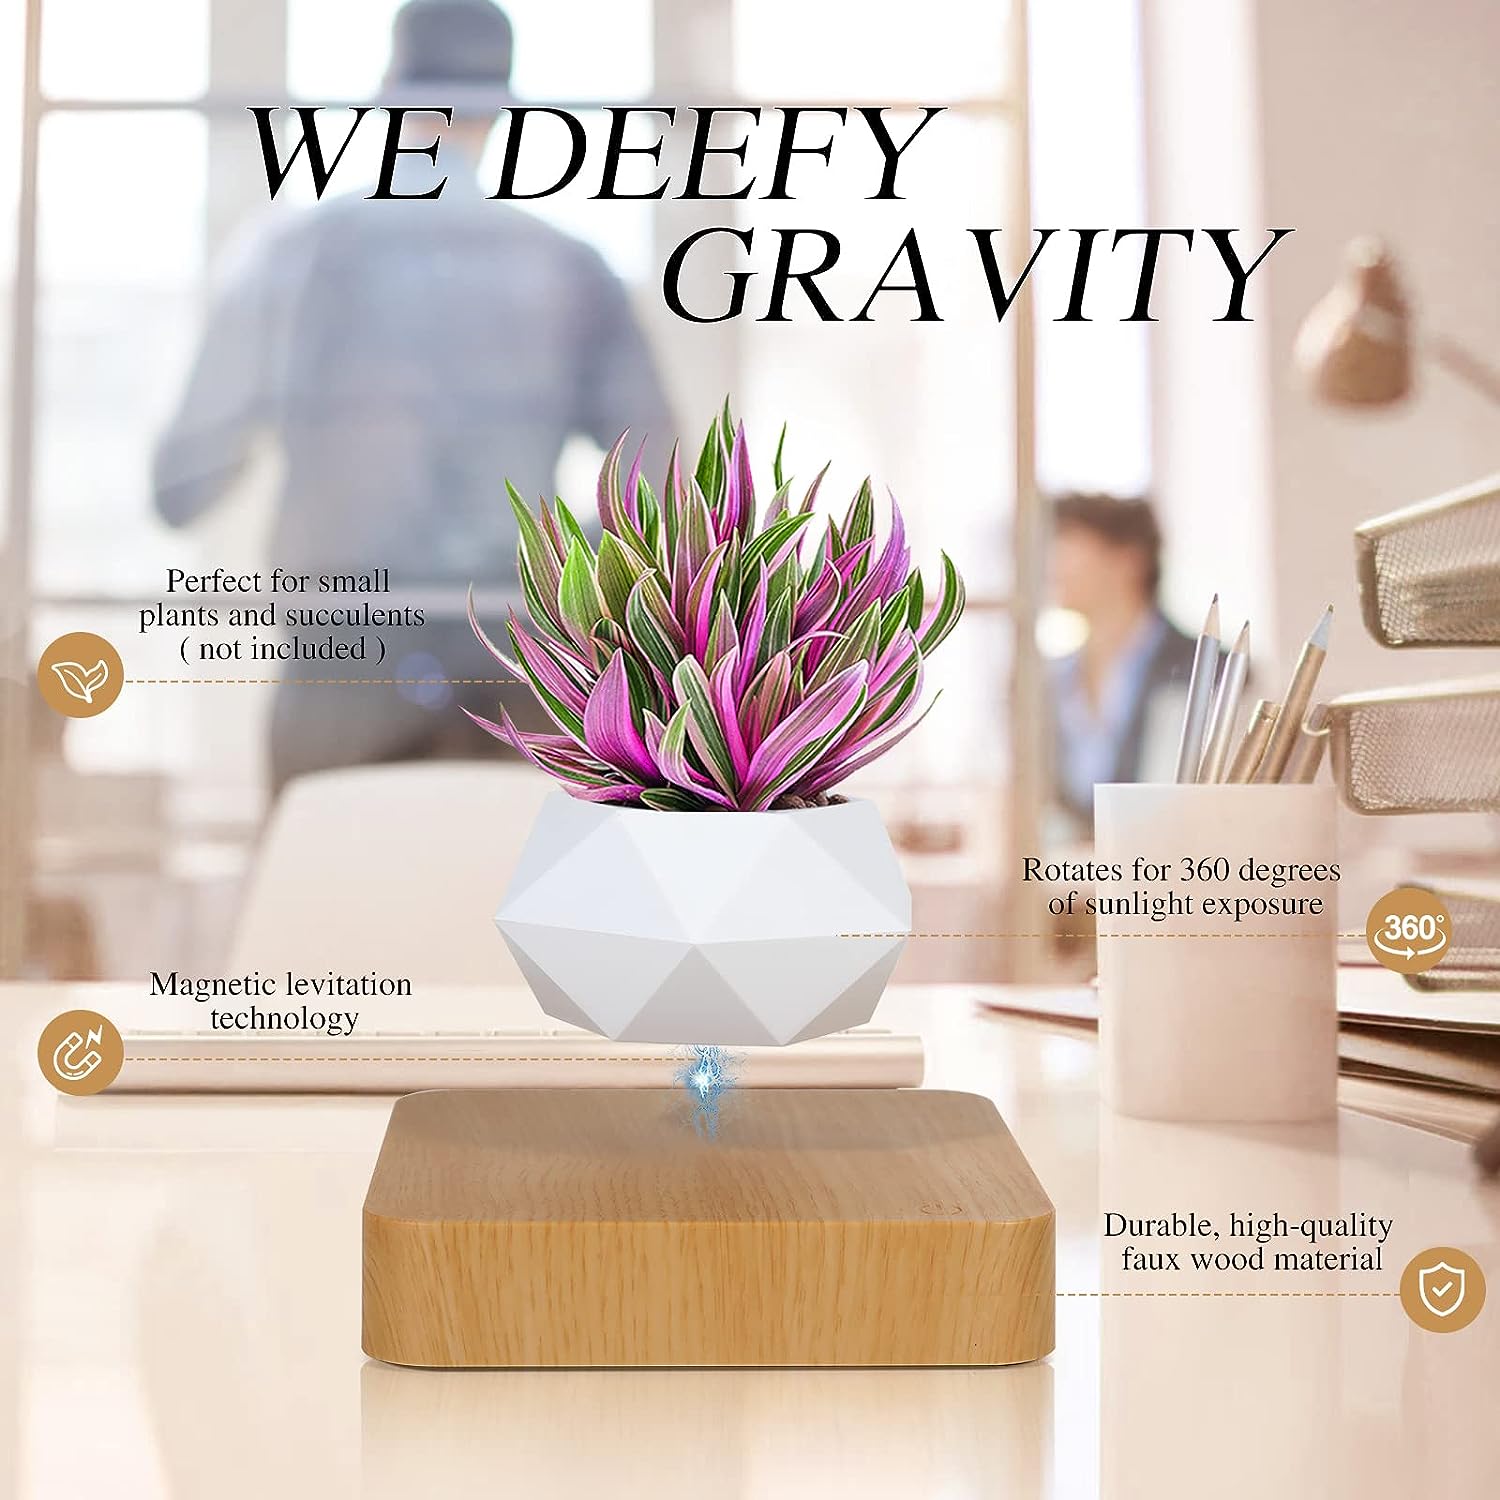 WE DEEFY
GRAVITY
Perfect for small
plants and succulents
( not included )
Rotates for 360 degrees
of sunlight exposure
360°
Magnetic levitation
technology
Durable, high-quality
faux wood material